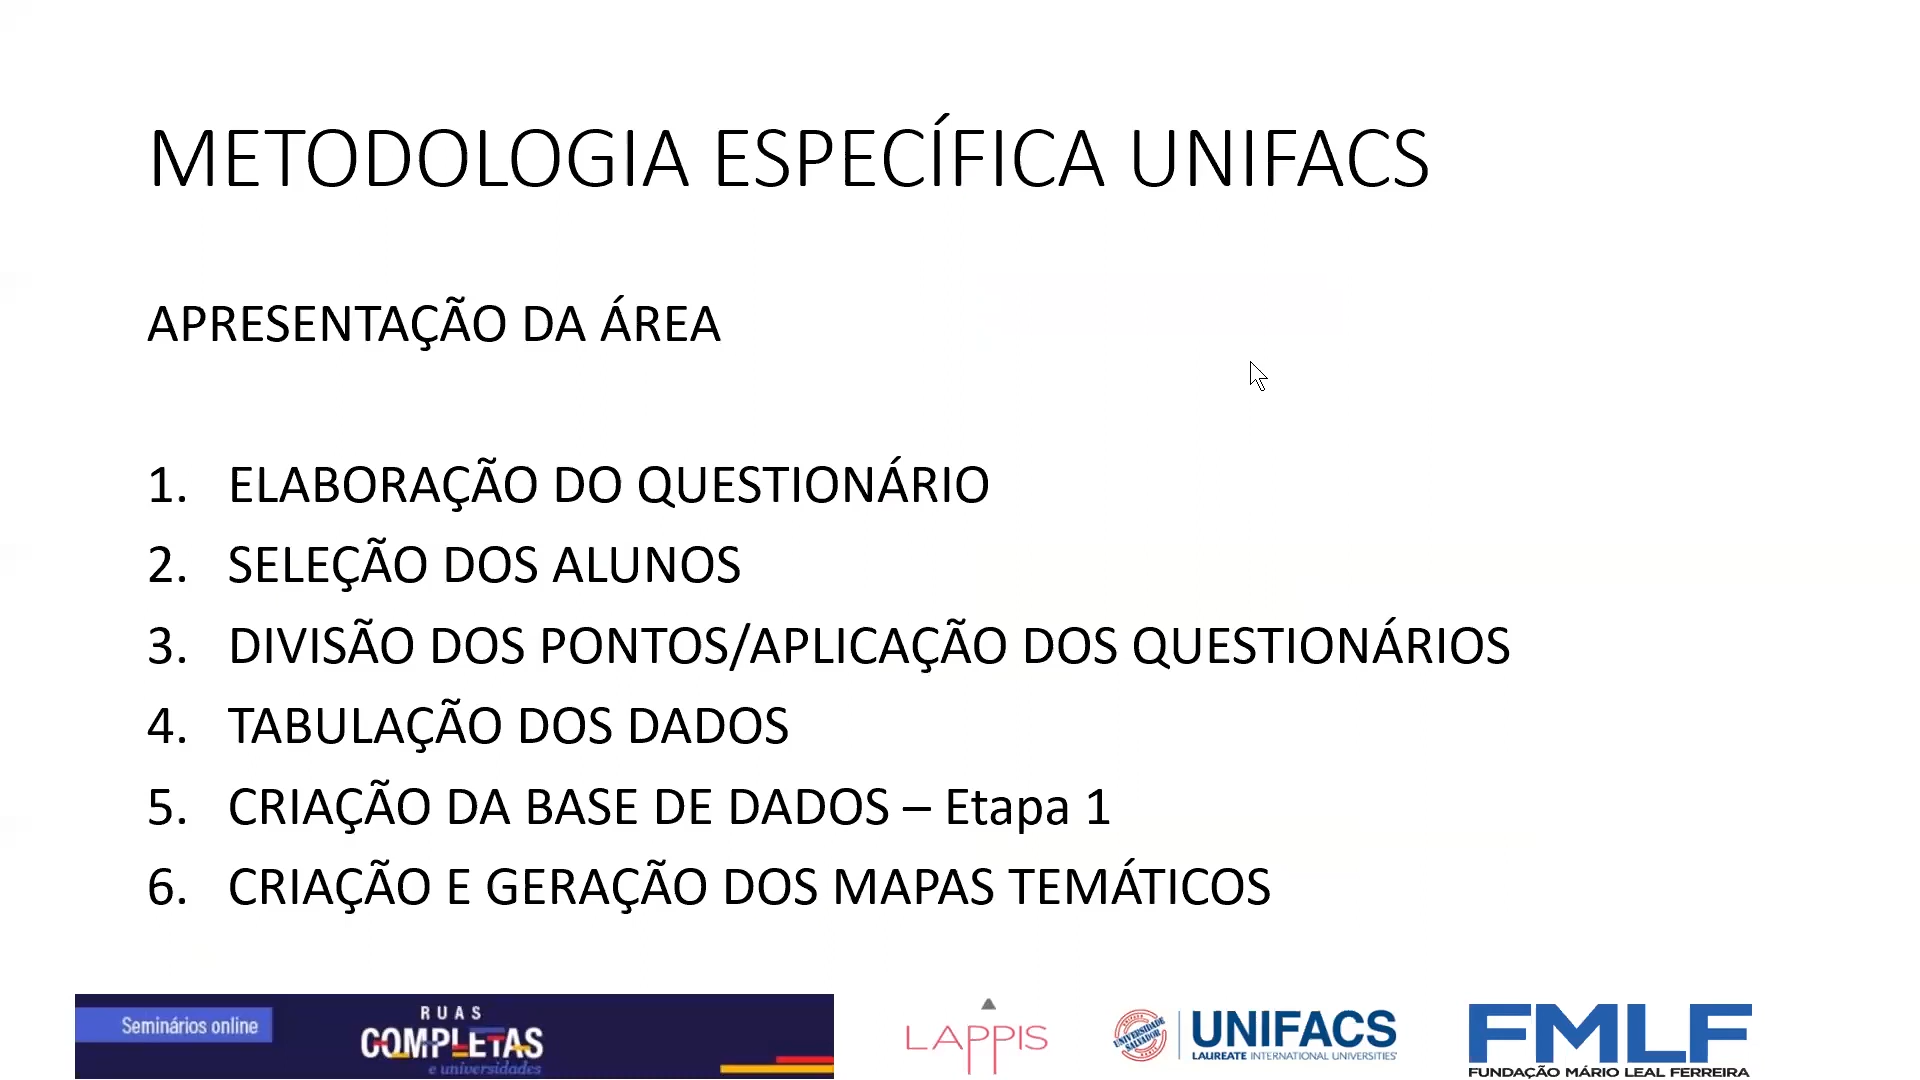 METODOLOGIA ESPECÍFICA UNIFACS
APRESENTAÇÃO DA ÁREA
1. ELABORAÇÃO DO QUESTIONÁRIO
2. SELEÇÃO DOS ALUNOS
3. DIVISÃO DOS PONTOS/APLICAÇÃO DOS QUESTIONÁRIOS
4. TABULAÇÃO DOS DADOS
5. CRIAÇÃO DA BASE DE DADOS – Etapa 1
6. CRIAÇÃO E GERAÇÃO DOS MAPAS TEMÁTICOS
Seminários online
RUAS
COMPLETAS
e universidades
LAPPIS
UNIVERSIDADE
SALVADOR
UNIFACS
LAUREATE INTERNATIONAL UNIVERSITIES
FMLF
FUNDAÇÃO MÁRIO LEAL FERREIRA